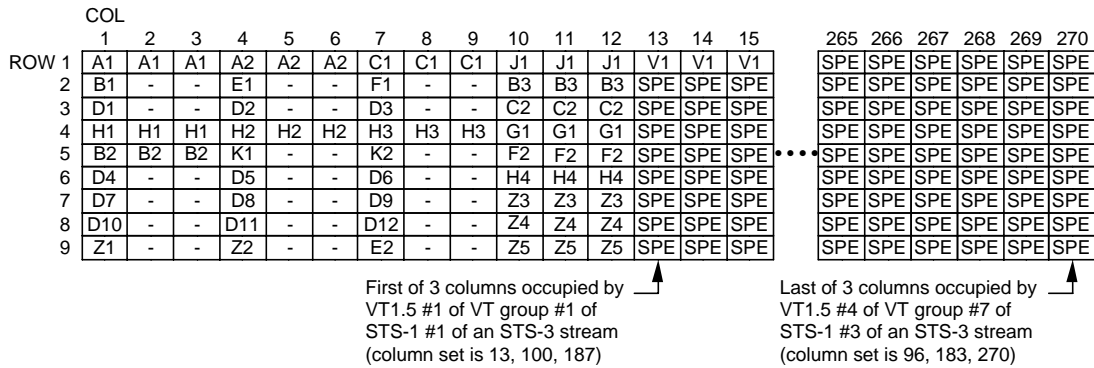 COL
1 2 3 4 5 6 7 8 9 10 11 12 13 14 15 265 266 267 268 269 270
ROW 1 A1 A1 A1 A2 A2 A2 C1 C1 C1 J1 J1 J1 V1 V1 V1 SPE SPE SPE SPE SPE SPE
2 B1 - - E1 - - F1 - - B3 B3 B3 SPE SPE SPE SPE SPE SPE SPE SPE SPE
3 D1 - - D2 - - D3 - - C2 C2 C2 SPE SPE SPE SPE SPE SPE SPE SPE SPE
4 H1 H1 H1 H2 H2 H2 H3 H3 H3 G1 G1 G1 SPE SPE SPE SPE SPE SPE SPE SPE SPE
5 B2 B2 B2 K1 - - K2 - - F2 F2 F2 SPE SPE SPE •••• SPE SPE SPE SPE SPE SPE
6 D4 - - D5 - - D6 - - H4 H4 H4 SPE SPE SPE SPE SPE SPE SPE SPE SPE
7 D7 - - D8 - - D9 - - Z3 Z3 Z3 SPE SPE SPE SPE SPE SPE SPE SPE SPE
8 D10 - - D11 - - D12 - - Z4 Z4 Z4 SPE SPE SPE SPE SPE SPE SPE SPE SPE
9 Z1 - - Z2 - - E2 - - Z5 Z5 Z5 SPE SPE SPE SPE SPE SPE SPE SPE SPE
First of 3 columns occupied by
VT1.5 #1 of VT group #1 of
STS-1 #1 of an STS-3 stream
(column set is 13, 100, 187)
Last of 3 columns occupied by
VT1.5 #4 of VT group #7 of
STS-1 #3 of an STS-3 stream
(column set is 96, 183, 270)